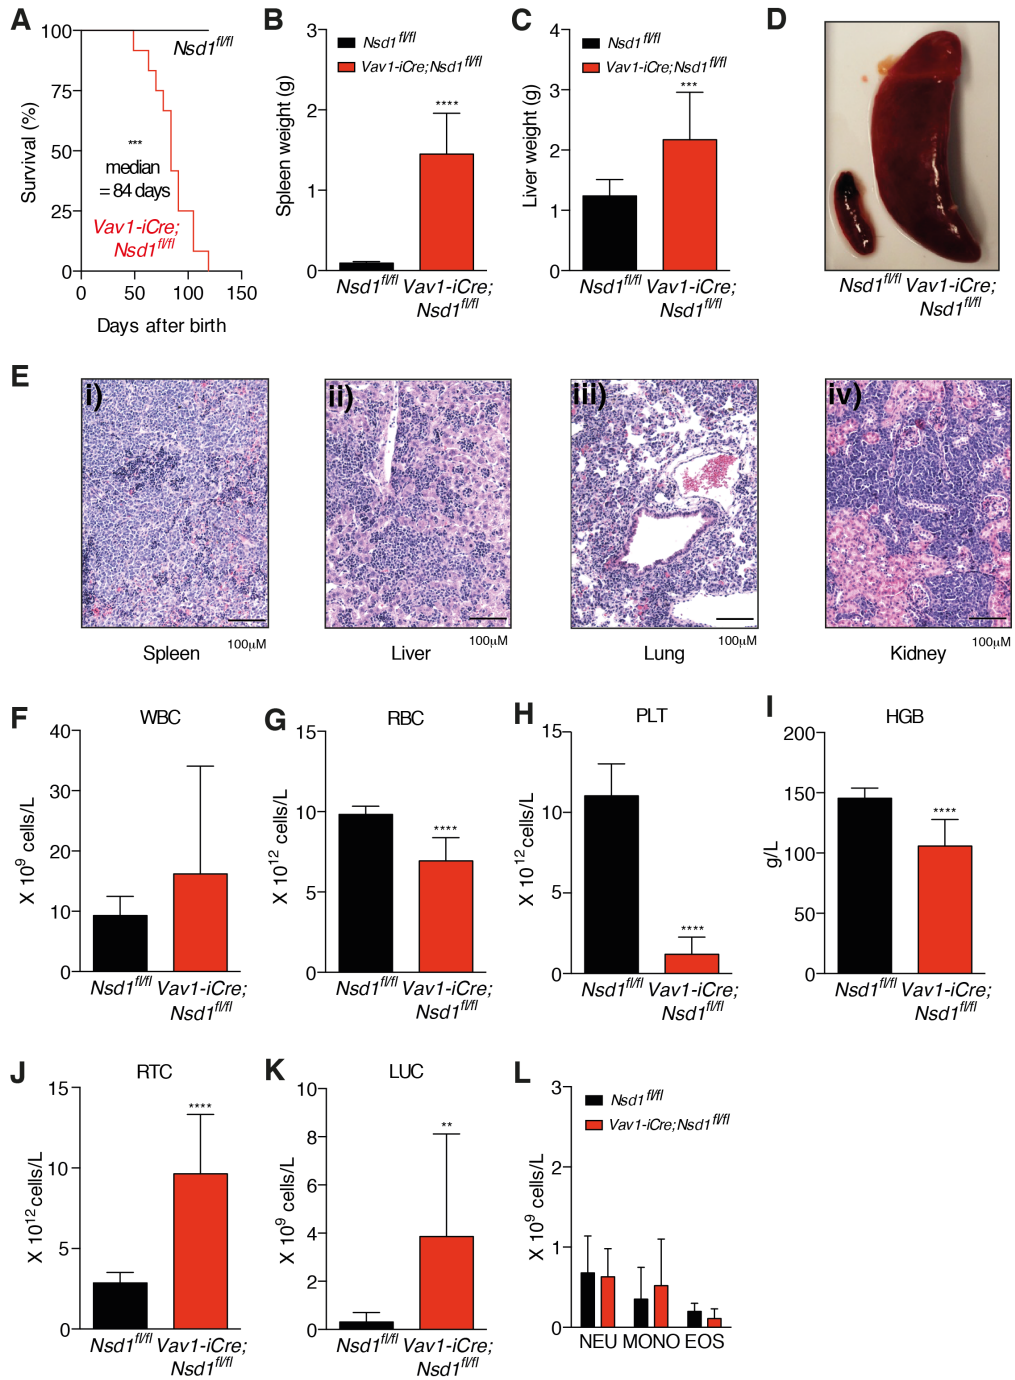 A
100
75
50
25
0
Survival (%)
Nsd1fl/fl
***
median
= 84 days
Vav1-iCre;
Nsd1fl/fl
0 50 100 150
Days after birth
B
3
2
1
0
Spleen weight (g)
Nsd1fl/fl
Vav1-iCre;Nsd1fl/fl
****
Nsd1fl/fl Vav1-iCre;
Nsd1fl/fl
C
4
3
2
1
0
Liver weight (g)
Nsd1fl/fl
Vav1-iCre;Nsd1fl/fl
***
Nsd1fl/fl Vav1-iCre;
Nsd1fl/fl
D
Nsd1fl/fl Vav1-iCre;
Nsd1fl/fl
E
i)
100μM
Spleen
ii)
100μM
Liver
iii)
100μM
Lung
iv)
100μM
Kidney
F
WBC
40
30
20
10
0
X 109 cells/L
Nsd1fl/fl Vav1-iCre;
Nsd1fl/fl
G
RBC
15
10
5
0
X 1012 cells/L
****
Nsd1fl/fl Vav1-iCre;
Nsd1fl/fl
H
PLT
15
10
5
0
X 1012 cells/L
****
Nsd1fl/fl Vav1-iCre;
Nsd1fl/fl
I
HGB
200
150
100
50
0
g/L
****
Nsd1fl/fl Vav1-iCre;
Nsd1fl/fl
J
RTC
15
10
5
0
X 1012 cells/L
****
Nsd1fl/fl Vav1-iCre;
Nsd1fl/fl
K
LUC
10
8
6
4
2
0
X 109 cells/L
**
Nsd1fl/fl Vav1-iCre;
Nsd1fl/fl
L
3
2
1
0
X 109 cells/L
Nsd1fl/fl
Vav1-iCre;Nsd1fl/fl
NEU MONO EOS